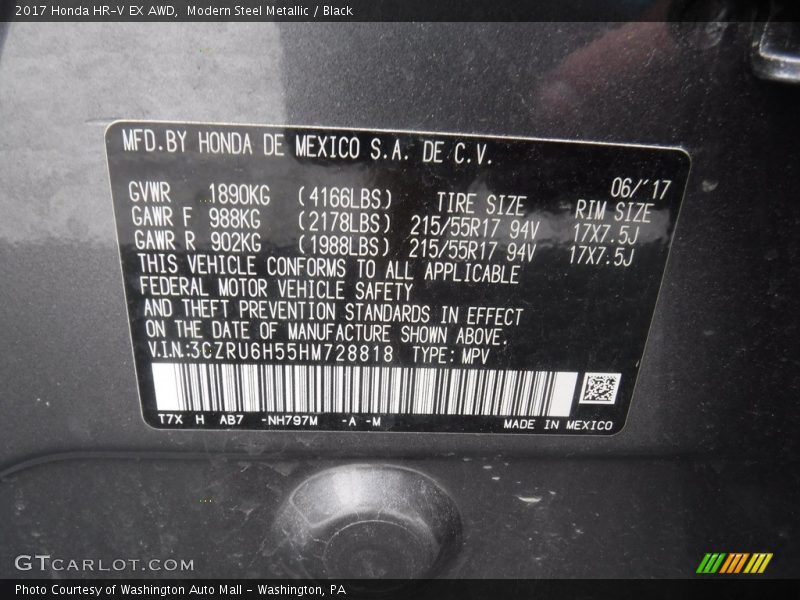 2017 Honda HR-V EX AWD, Modern Steel Metallic / Black
MFD.BY HONDA DE MEXICO S.A. DE C.V.
06/'17
GVWR 1890KG (4166LBS) TIRE SIZE RIM SIZE
GAWR F 988KG (2178LBS) 215/55R17 94V 17X7.5J
GAWR R 902KG (1988LBS) 215/55R17 94V 17X7.5J
THIS VEHICLE CONFORMS TO ALL APPLICABLE
FEDERAL MOTOR VEHICLE SAFETY
AND THEFT PREVENTION STANDARDS IN EFFECT
ON THE DATE OF MANUFACTURE SHOWN ABOVE.
V.I.N:3CZRU6H55HM728818 TYPE: MPV
T7X H AB7 -NH797M -A -M MADE IN MEXICO
GTCARLOT.COM
Photo Courtesy of Washington Auto Mall - Washington, PA